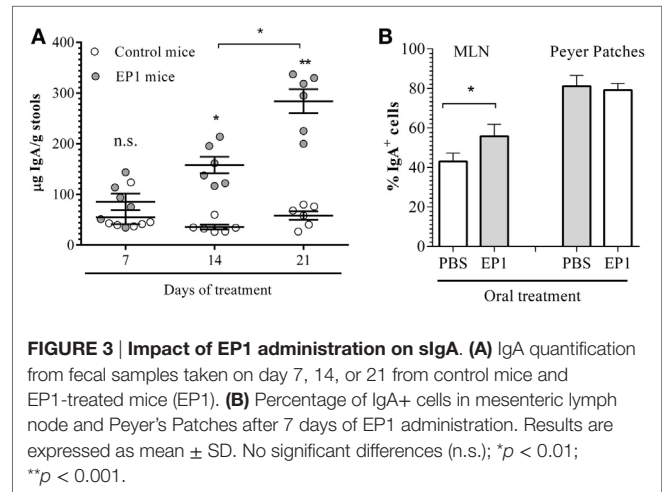 A
B
400
300
200
100
0
µg IgA/g stools
Control mice
EP1 mice
n.s.
*
*
**
7
14
21
Days of treatment
100
80
60
40
20
0
% IgA+ cells
MLN
Peyer Patches
*
PBS
EP1
PBS
EP1
Oral treatment
FIGURE 3 | Impact of EP1 administration on sIgA. (A) IgA quantification
from fecal samples taken on day 7, 14, or 21 from control mice and
EP1-treated mice (EP1). (B) Percentage of IgA+ cells in mesenteric lymph
node and Peyer's Patches after 7 days of EP1 administration. Results are
expressed as mean ± SD. No significant differences (n.s.); *p < 0.01;
**p < 0.001.